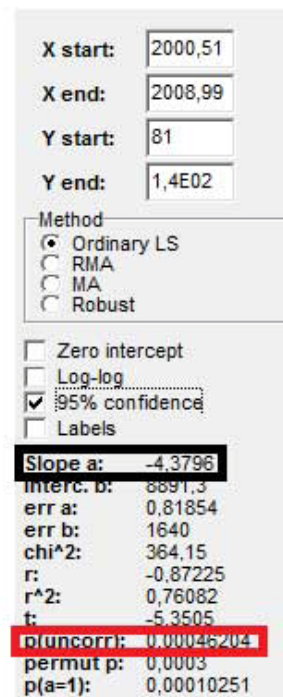 X start: 2000,51
X end: 2008,99
Y start: 81
Y end: 1,4E02
Method
Ordinary LS
RMA
MA
Robust
Zero intercept
Log-log
95% confidence
Labels
Slope a: -4,3796
Interc. b: 8891,3
err a: 0,81854
err b: 1640
chi^2: 364,15
r: -0,87225
r^2: 0,76082
t: -5,3505
p(uncorr): 0,00046204
permut p: 0,0003
p(a=1): 0,00010251